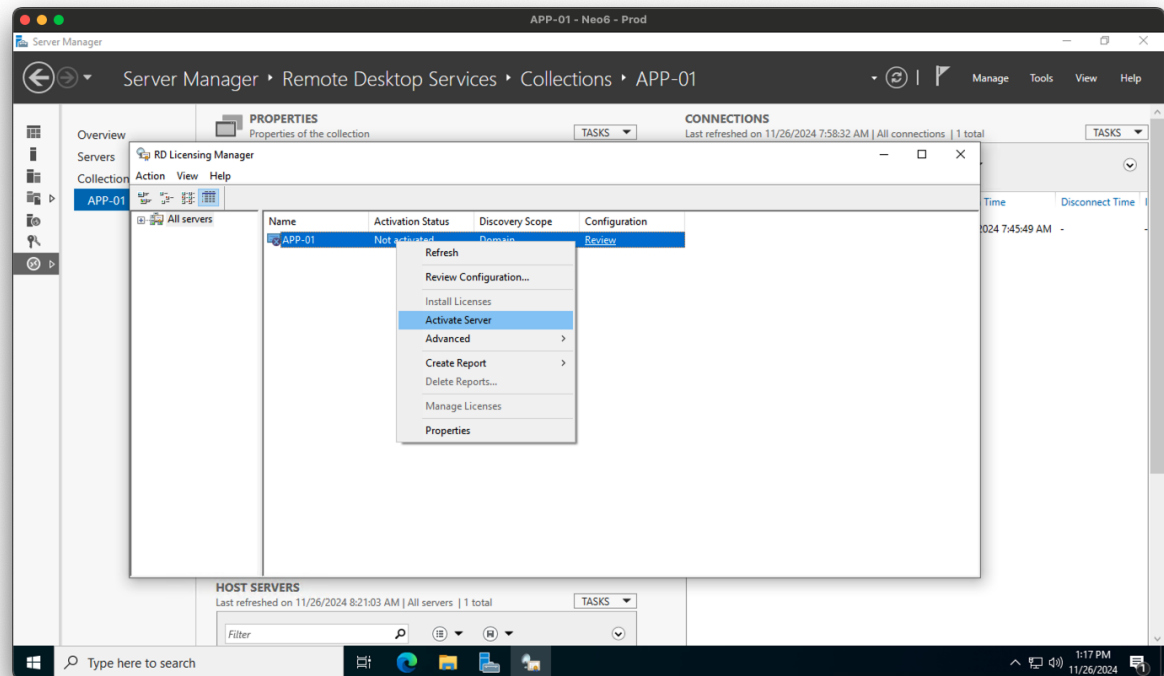 APP-01 - Neo6 - Prod
Server Manager
Server Manager • Remote Desktop Services • Collections • APP-01
Manage Tools View Help
PROPERTIES
Properties of the collection
TASKS
CONNECTIONS
Last refreshed on 11/26/2024 7:58:32 AM | All connections | 1 total
TASKS
Overview
Servers
Collection
APP-01
RD Licensing Manager
Action View Help
All servers
Name Activation Status Discovery Scope Configuration
APP-01 Not activated Domain Review
Refresh
Review Configuration...
Install Licenses
Activate Server
Advanced
Create Report
Delete Reports...
Manage Licenses
Properties
Time Disconnect Time
2024 7:45:49 AM - -
HOST SERVERS
Last refreshed on 11/26/2024 8:21:03 AM | All servers | 1 total
TASKS
Filter
Type here to search
1:17 PM
11/26/2024
1